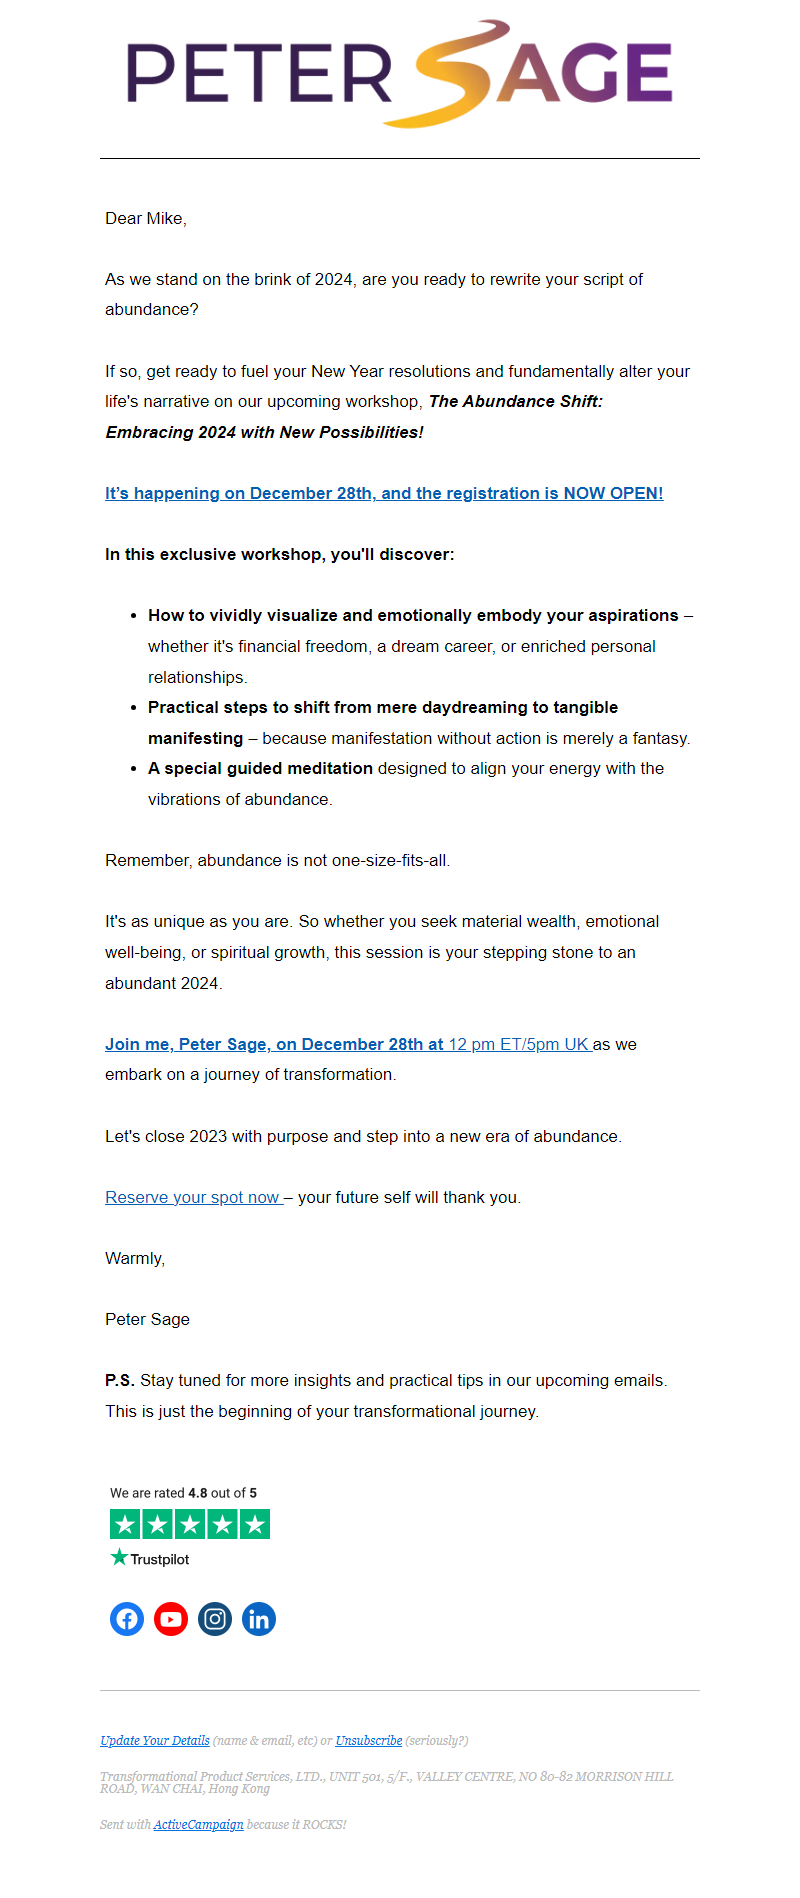 PETER SAGE
Dear Mike,
As we stand on the brink of 2024, are you ready to rewrite your script of
abundance?
If so, get ready to fuel your New Year resolutions and fundamentally alter your
life's narrative on our upcoming workshop, The Abundance Shift:
Embracing 2024 with New Possibilities!
It’s happening on December 28th, and the registration is NOW OPEN!
In this exclusive workshop, you'll discover:
• How to vividly visualize and emotionally embody your aspirations –
whether it's financial freedom, a dream career, or enriched personal
relationships.
• Practical steps to shift from mere daydreaming to tangible
manifesting – because manifestation without action is merely a fantasy.
• A special guided meditation designed to align your energy with the
vibrations of abundance.
Remember, abundance is not one-size-fits-all.
It's as unique as you are. So whether you seek material wealth, emotional
well-being, or spiritual growth, this session is your stepping stone to an
abundant 2024.
Join me, Peter Sage, on December 28th at 12 pm ET/5pm UK as we
embark on a journey of transformation.
Let's close 2023 with purpose and step into a new era of abundance.
Reserve your spot now – your future self will thank you.
Warmly,
Peter Sage
P.S. Stay tuned for more insights and practical tips in our upcoming emails.
This is just the beginning of your transformational journey.
We are rated 4.8 out of 5
Trustpilot
Update Your Details (name & email, etc) or Unsubscribe (seriously?)
Transformational Product Services, LTD., UNIT 501, 5/F., VALLEY CENTRE, NO 80-82 MORRISON HILL
ROAD, WAN CHAI, Hong Kong
Sent with ActiveCampaign because it ROCKS!